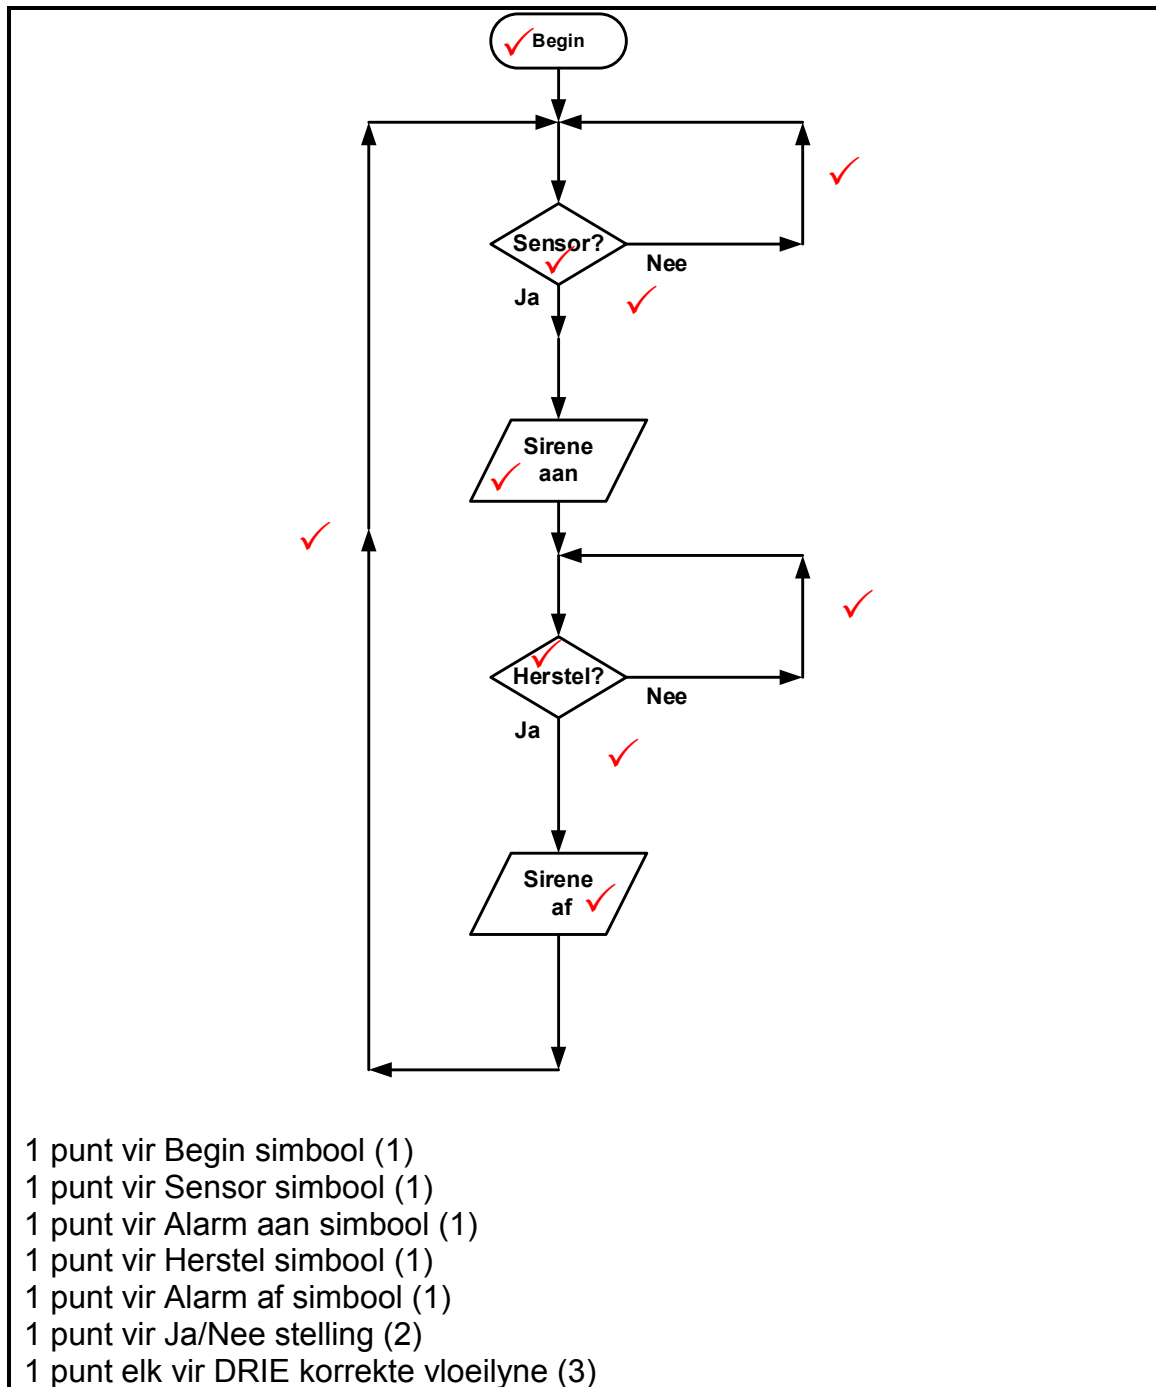 Begin
Sensor?
Nee
Ja
Sirene
aan
Herstel?
Nee
Ja
Sirene
af
1 punt vir Begin simbool (1)
1 punt vir Sensor simbool (1)
1 punt vir Alarm aan simbool (1)
1 punt vir Herstel simbool (1)
1 punt vir Alarm af simbool (1)
1 punt vir Ja/Nee stelling (2)
1 punt elk vir DRIE korrekte vloeilyne (3)